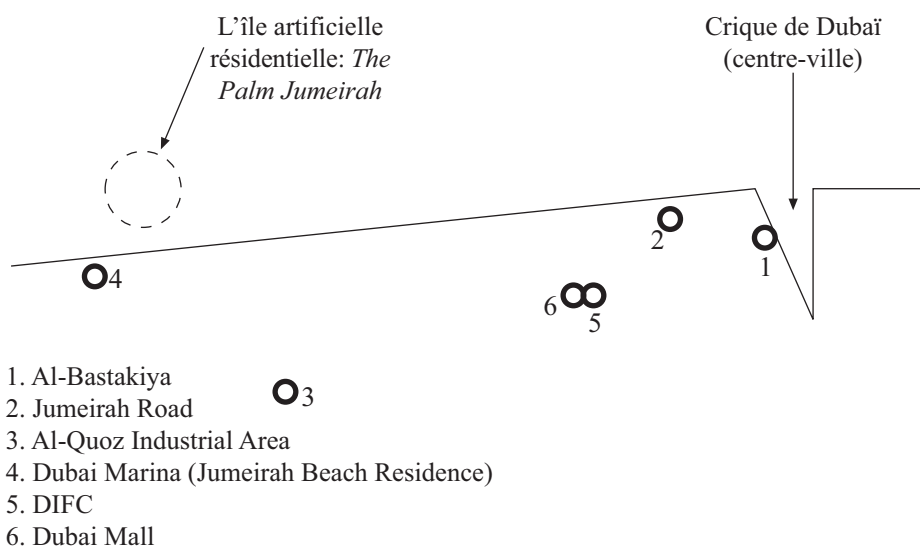 L'île artificielle
résidentielle: The
Palm Jumeirah
Crique de Dubaï
(centre-ville)
2
1
4
6
5
3
1. Al-Bastakiya
2. Jumeirah Road
3. Al-Quoz Industrial Area
4. Dubai Marina (Jumeirah Beach Residence)
5. DIFC
6. Dubai Mall